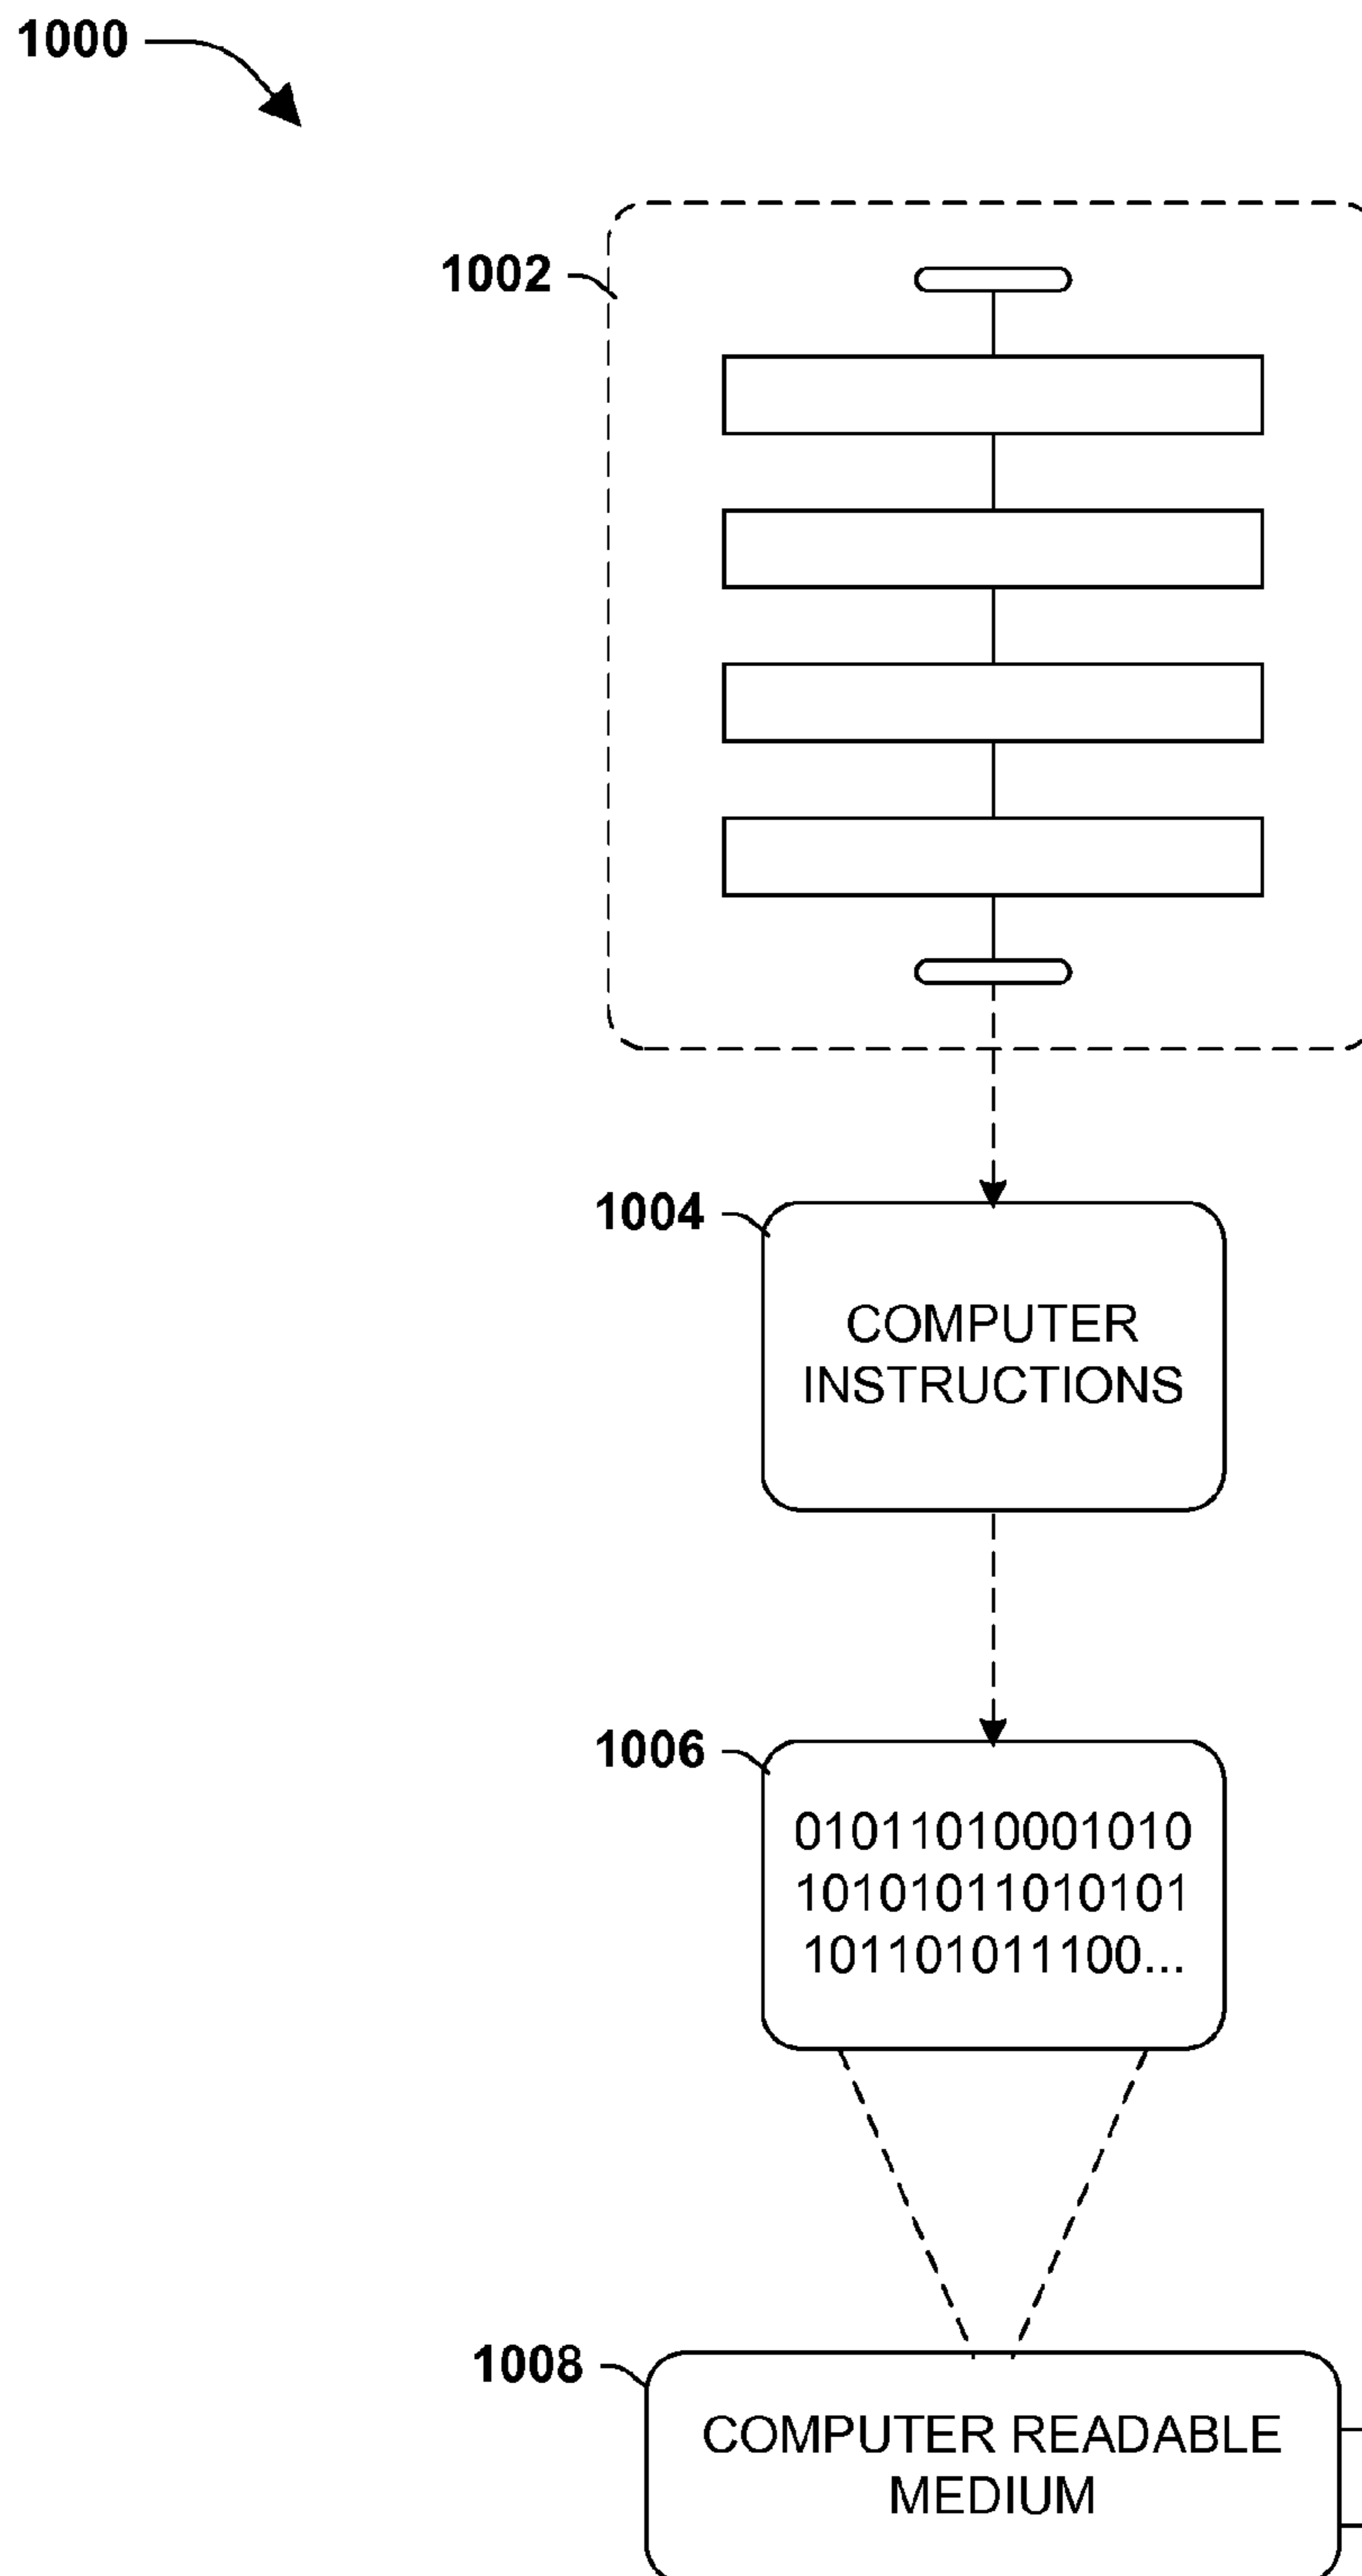 1000
1002
1004
COMPUTER
INSTRUCTIONS
1006
01011010001010
10101011010101
101101011100...
1008
COMPUTER READABLE
MEDIUM